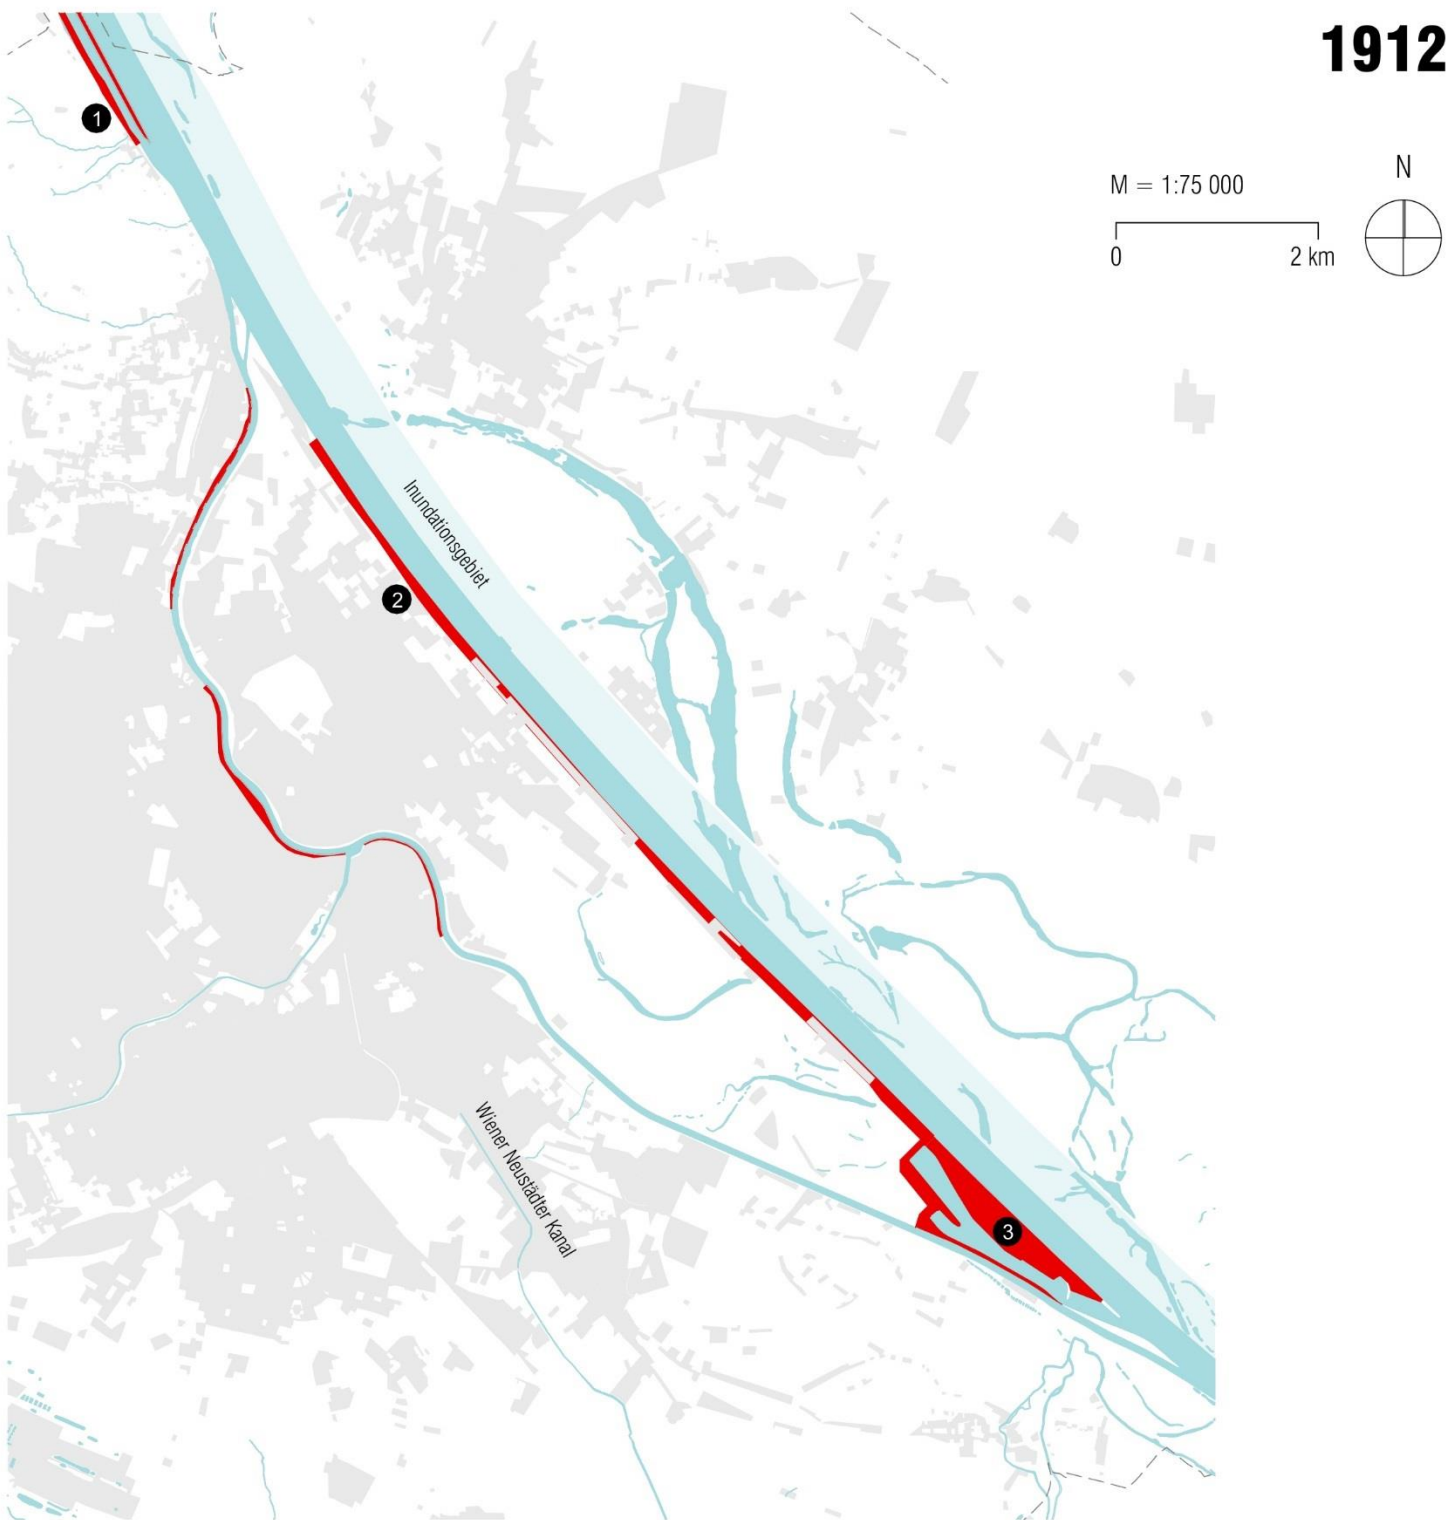 1912
M = 1:75 000
N
0
2 km
1
Inundationsgebiet
2
Wiener Neustädter Kanal
3